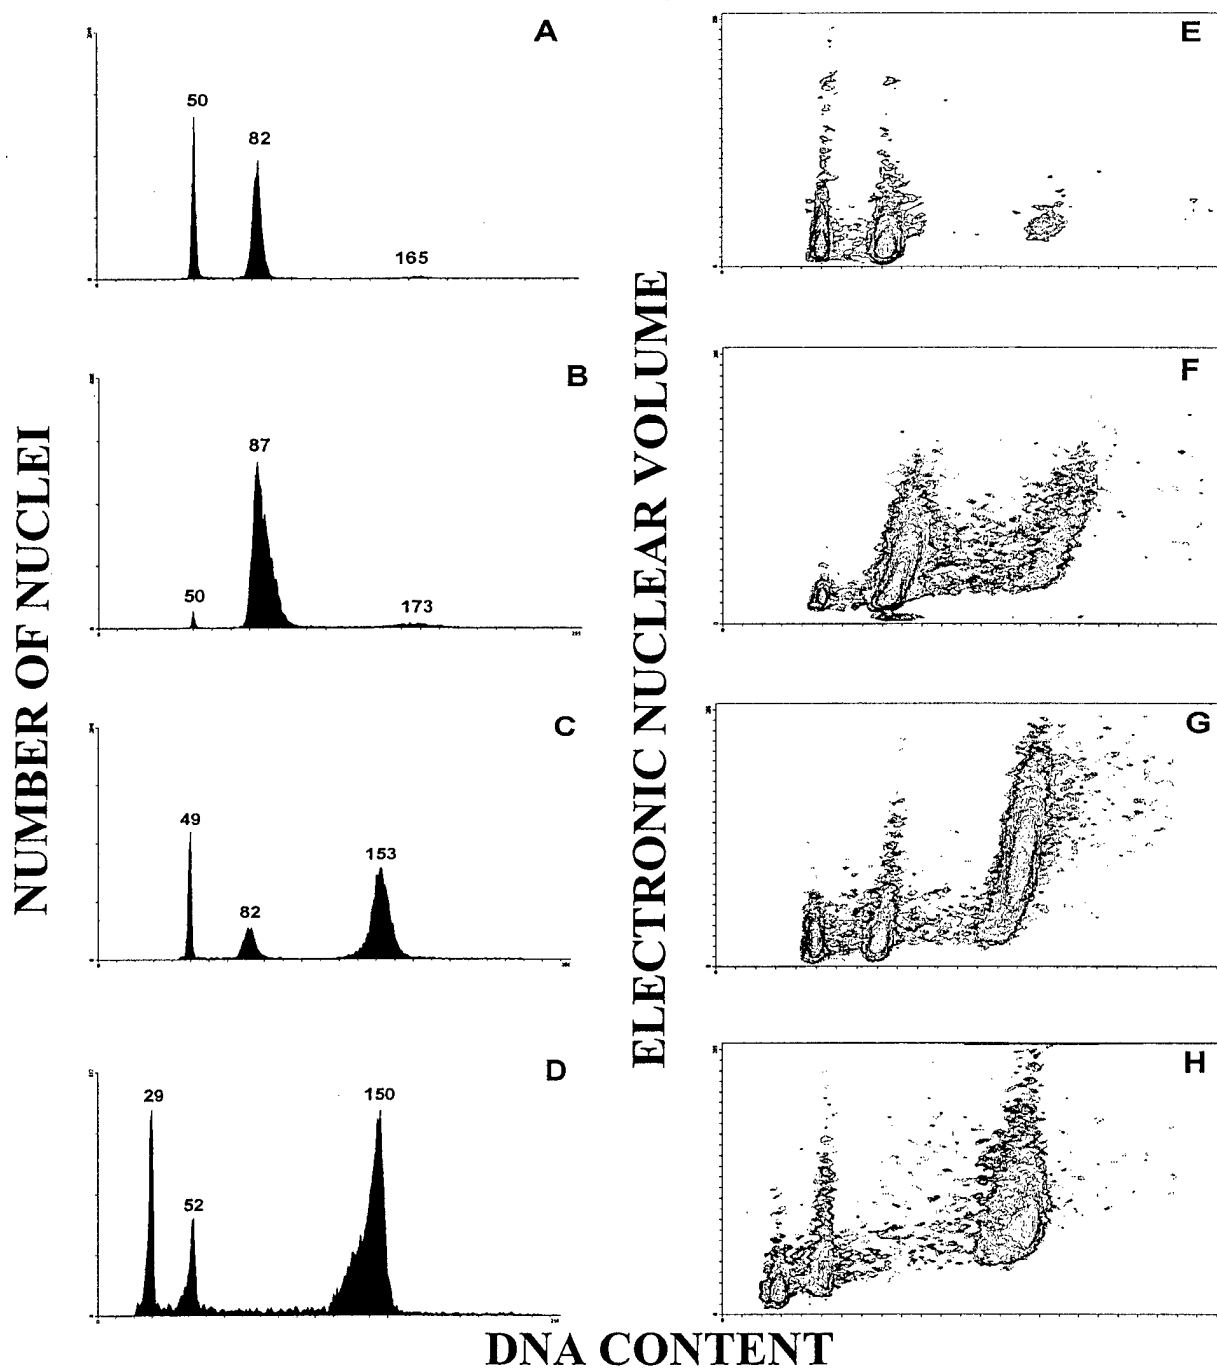 NUMBER OF NUCLEI
A
50
82
165
B
87
50
173
C
49
82
153
D
29
52
150
ELECTRONIC NUCLEAR VOLUME
E
F
G
H
DNA CONTENT